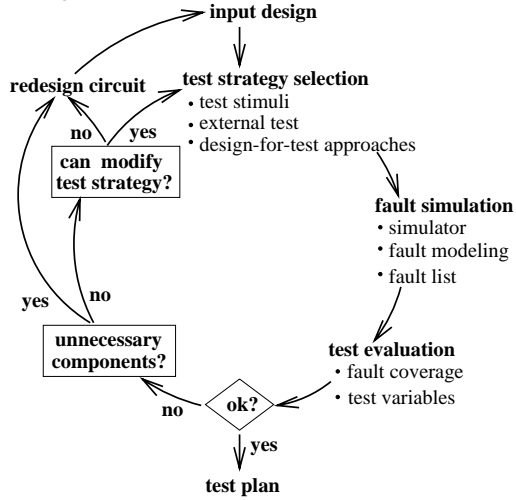 input design
redesign circuit
test strategy selection
• test stimuli
• external test
• design-for-test approaches
no
yes
can modify
test strategy?
fault simulation
• simulator
• fault modeling
• fault list
yes
no
unnecessary
components?
test evaluation
• fault coverage
• test variables
no
ok?
yes
test plan